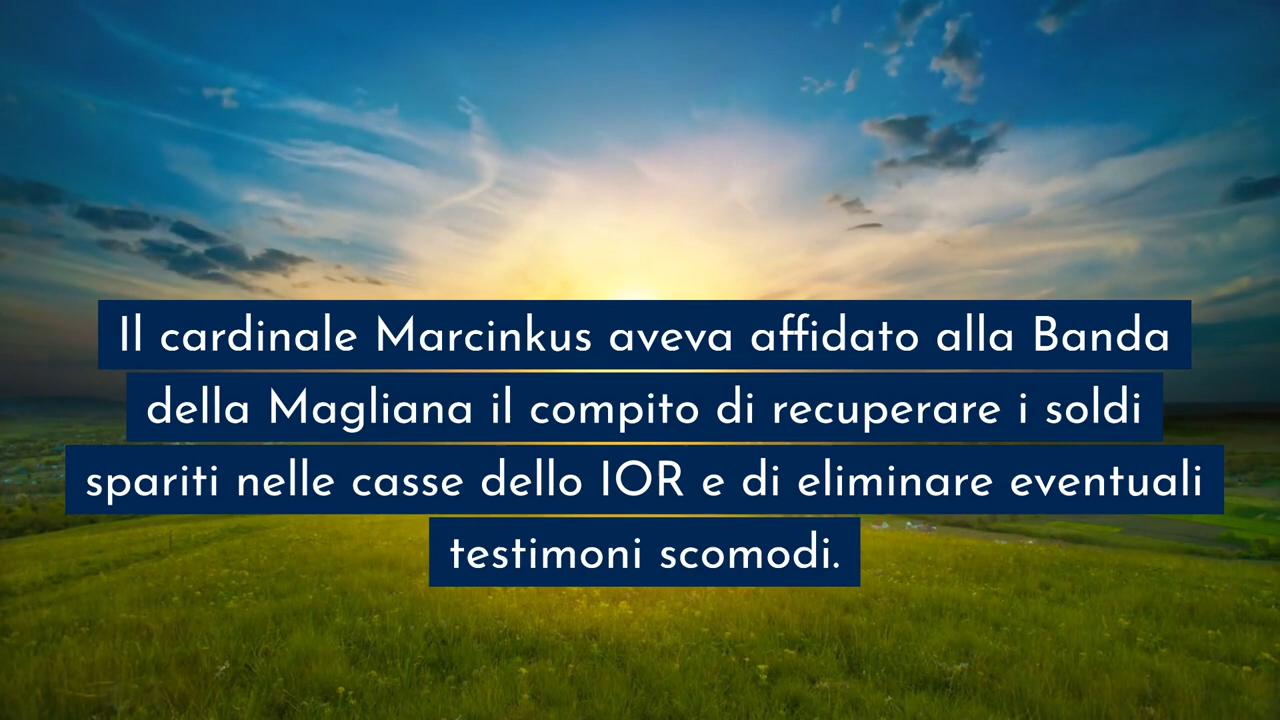 Il cardinale Marcinkus aveva affidato alla Banda
della Magliana il compito di recuperare i soldi
spariti nelle casse dello IOR e di eliminare eventuali
testimoni scomodi.